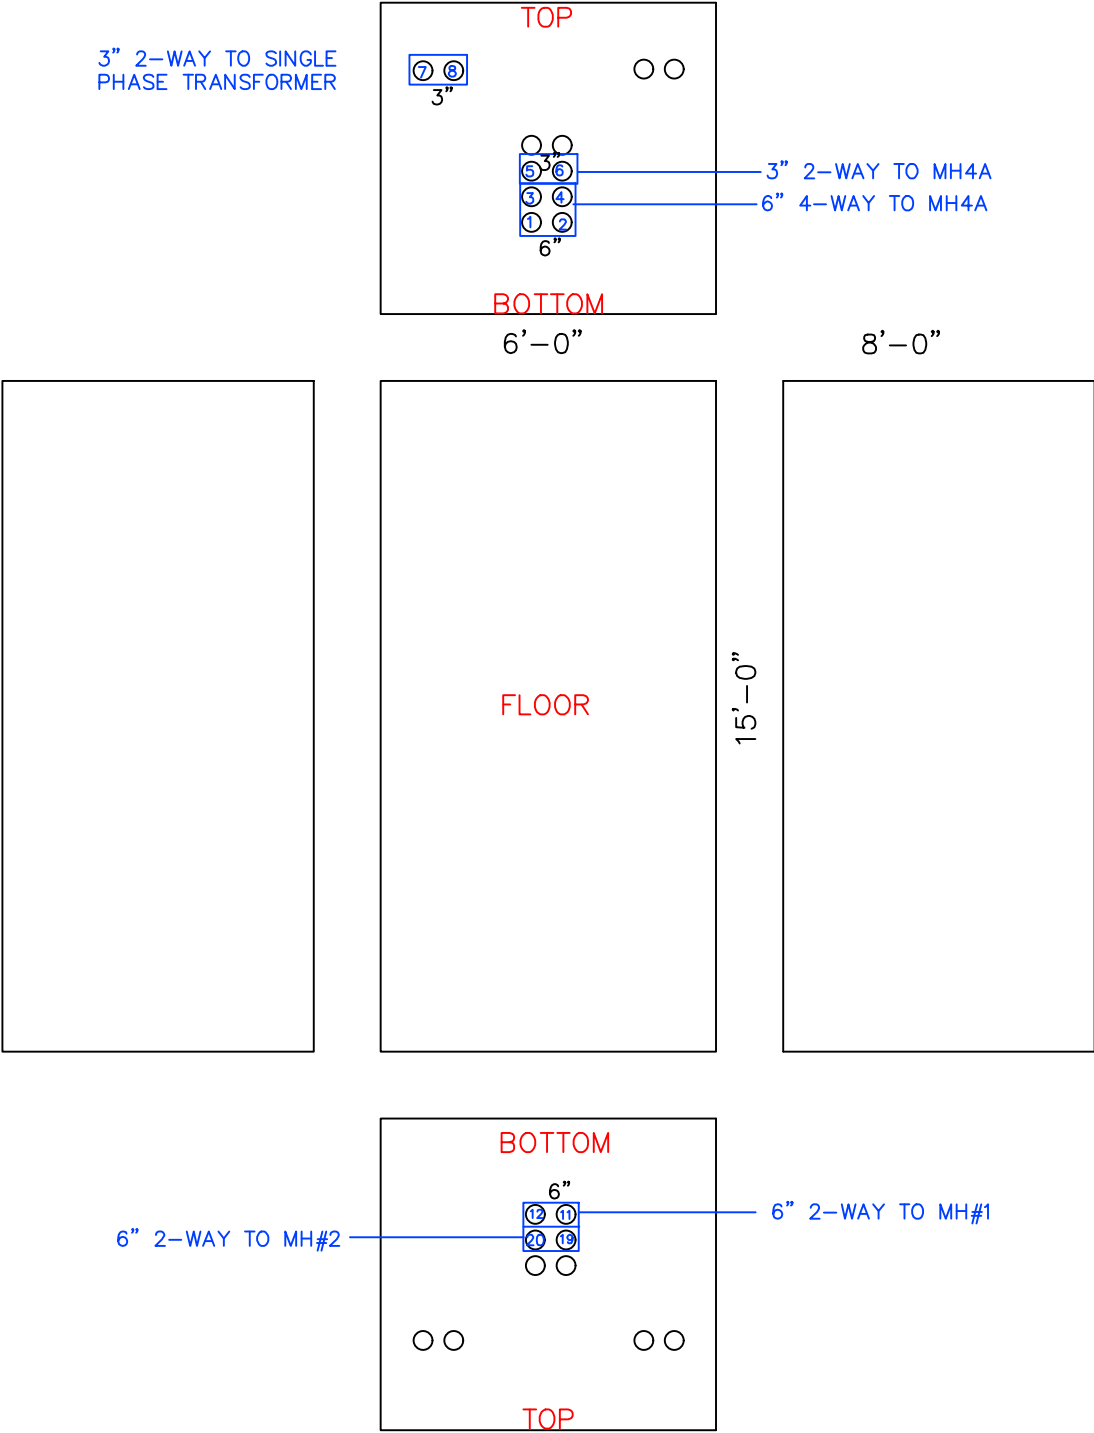 TOP
3” 2-WAY TO SINGLE
PHASE TRANSFORMER
7 8
3”
3”
5 6
3” 2-WAY TO MH4A
3 4
6” 4-WAY TO MH4A
1 2
6”
BOTTOM
6’-0”
8’-0”
FLOOR
15’-0”
BOTTOM
6”
12 11
6” 2-WAY TO MH#1
6” 2-WAY TO MH#2
20 19
TOP